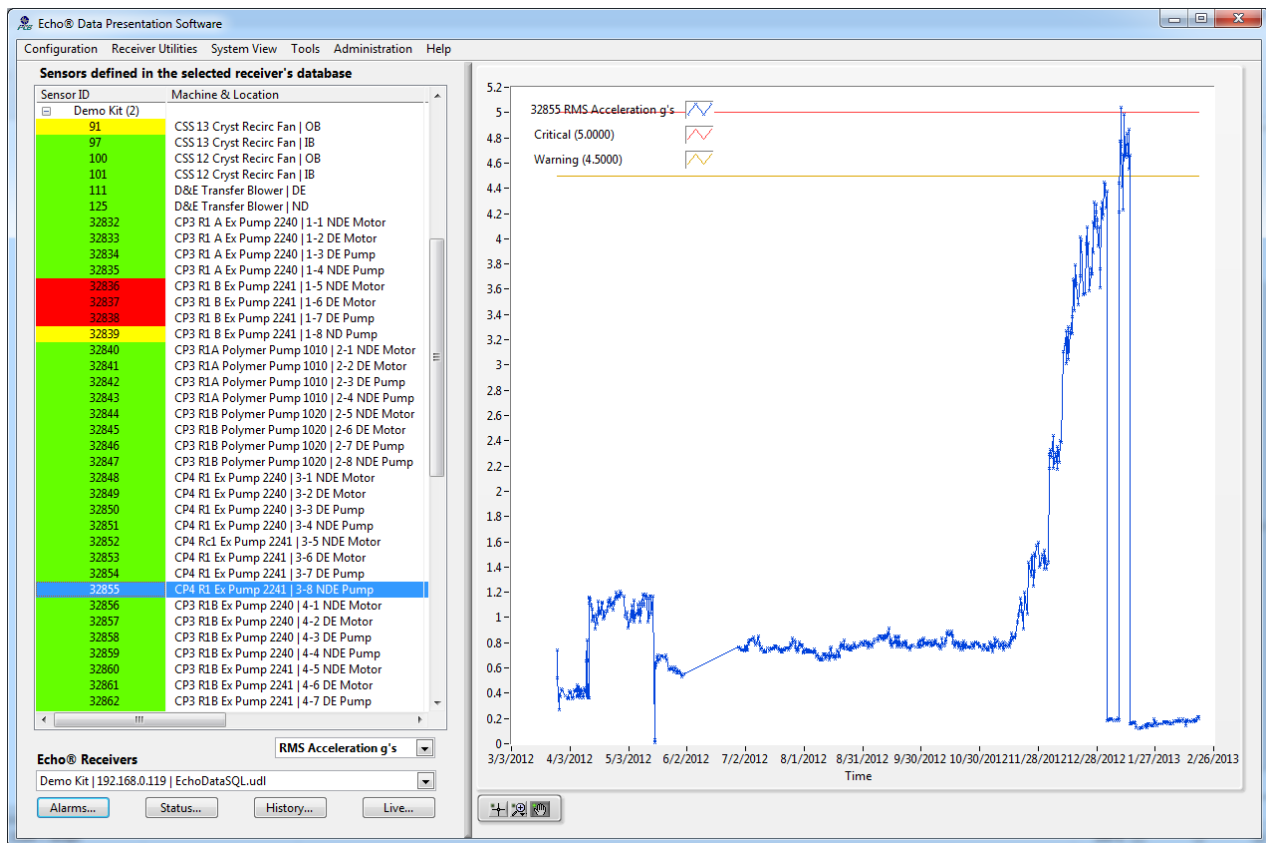 Echo® Data Presentation Software
Configuration Receiver Utilities System View Tools Administration Help
Sensors defined in the selected receiver's database
Sensor ID Machine & Location
Demo Kit (2)
91 CSS 13 Cryst Recirc Fan | OB
97 CSS 13 Cryst Recirc Fan | IB
100 CSS 12 Cryst Recirc Fan | OB
101 CSS 12 Cryst Recirc Fan | IB
111 D&E Transfer Blower | DE
125 D&E Transfer Blower | ND
32832 CP3 R1 A Ex Pump 2240 | 1-1 NDE Motor
32833 CP3 R1 A Ex Pump 2240 | 1-2 DE Motor
32834 CP3 R1 A Ex Pump 2240 | 1-3 DE Pump
32835 CP3 R1 A Ex Pump 2240 | 1-4 NDE Pump
32836 CP3 R1 B Ex Pump 2241 | 1-5 NDE Motor
32837 CP3 R1 B Ex Pump 2241 | 1-6 DE Motor
32838 CP3 R1 B Ex Pump 2241 | 1-7 DE Pump
32839 CP3 R1 B Ex Pump 2241 | 1-8 ND Pump
32840 CP3 R1A Polymer Pump 1010 | 2-1 NDE Motor
32841 CP3 R1A Polymer Pump 1010 | 2-2 DE Motor
32842 CP3 R1A Polymer Pump 1010 | 2-3 DE Pump
32843 CP3 R1A Polymer Pump 1010 | 2-4 NDE Pump
32844 CP3 R1B Polymer Pump 1020 | 2-5 NDE Motor
32845 CP3 R1B Polymer Pump 1020 | 2-6 DE Motor
32846 CP3 R1B Polymer Pump 1020 | 2-7 DE Pump
32847 CP3 R1B Polymer Pump 1020 | 2-8 NDE Pump
32848 CP4 R1 Ex Pump 2240 | 3-1 NDE Motor
32849 CP4 R1 Ex Pump 2240 | 3-2 DE Motor
32850 CP4 R1 Ex Pump 2240 | 3-3 DE Pump
32851 CP4 R1 Ex Pump 2240 | 3-4 NDE Pump
32852 CP4 Rc1 Ex Pump 2241 | 3-5 NDE Motor
32853 CP4 R1 Ex Pump 2241 | 3-6 DE Motor
32854 CP4 R1 Ex Pump 2241 | 3-7 DE Pump
32855 CP4 R1 Ex Pump 2241 | 3-8 NDE Pump
32856 CP3 R1B Ex Pump 2240 | 4-1 NDE Motor
32857 CP3 R1B Ex Pump 2240 | 4-2 DE Motor
32858 CP3 R1B Ex Pump 2240 | 4-3 DE Pump
32859 CP3 R1B Ex Pump 2240 | 4-4 NDE Pump
32860 CP3 R1B Ex Pump 2241 | 4-5 NDE Motor
32861 CP3 R1B Ex Pump 2241 | 4-6 DE Motor
32862 CP3 R1B Ex Pump 2241 | 4-7 DE Pump
RMS Acceleration g's
Echo® Receivers
Demo Kit | 192.168.0.119 | EchoDataSQL.udl
Alarms... Status... History... Live...
32855 RMS Acceleration g's
Critical (5.0000)
Warning (4.5000)
5.2
5
4.8
4.6
4.4
4.2
4
3.8
3.6
3.4
3.2
3
2.8
2.6
2.4
2.2
2
1.8
1.6
1.4
1.2
1
0.8
0.6
0.4
0.2
0
3/3/2012 4/3/2012 5/3/2012 6/2/2012 7/2/2012 8/1/2012 8/31/2012 9/30/2012 10/30/2012 11/28/2012 12/28/2012 1/27/2013 2/26/2013
Time